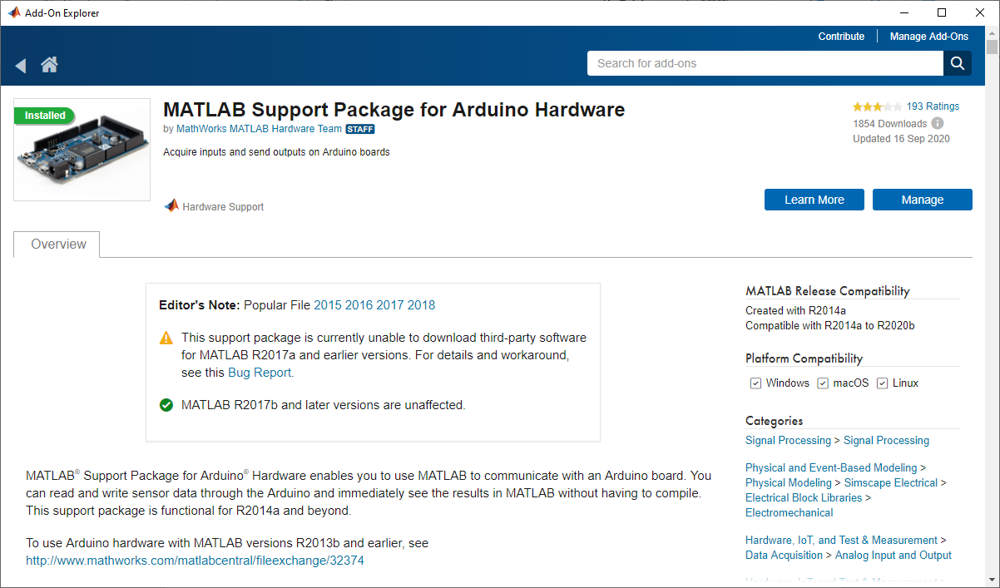 Add-On Explorer
Contribute
Manage Add-Ons
Search for add-ons
Installed
MATLAB Support Package for Arduino Hardware
by MathWorks MATLAB Hardware Team STAFF
Acquire inputs and send outputs on Arduino boards
Hardware Support
193 Ratings
1854 Downloads
Updated 16 Sep 2020
Learn More
Manage
Overview
Editor's Note: Popular File 2015 2016 2017 2018
This support package is currently unable to download third-party software
for MATLAB R2017a and earlier versions. For details and workaround,
see this Bug Report.
MATLAB R2017b and later versions are unaffected.
MATLAB® Support Package for Arduino® Hardware enables you to use MATLAB to communicate with an Arduino board. You
can read and write sensor data through the Arduino and immediately see the results in MATLAB without having to compile.
This support package is functional for R2014a and beyond.
To use Arduino hardware with MATLAB versions R2013b and earlier, see
http://www.mathworks.com/matlabcentral/fileexchange/32374
MATLAB Release Compatibility
Created with R2014a
Compatible with R2014a to R2020b
Platform Compatibility
Windows macOS Linux
Categories
Signal Processing > Signal Processing
Physical and Event-Based Modeling >
Physical Modeling > Simscape Electrical >
Electrical Block Libraries >
Electromechanical
Hardware, IoT, and Test & Measurement >
Data Acquisition > Analog Input and Output
Hardware, IoT, and Test & Measurement >